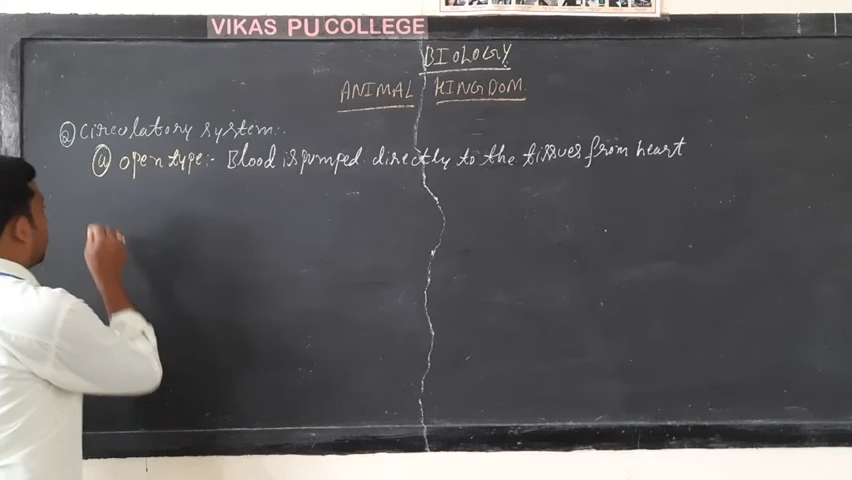 VIKAS PU COLLEGE
BIOLOGY
ANIMAL KINGDOM
② Circulatory system:.
ⓐ open type:- Blood is pumped directly to the tissues from heart